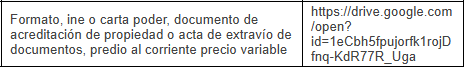 Formato, ine o carta poder, documento de
acreditación de propiedad o acta de extravío de
documentos, predio al corriente precio variable
https://drive.google.com
/open?
id=1eCbh5fpujorfk1rojD
fnq-KdR77R_Uga